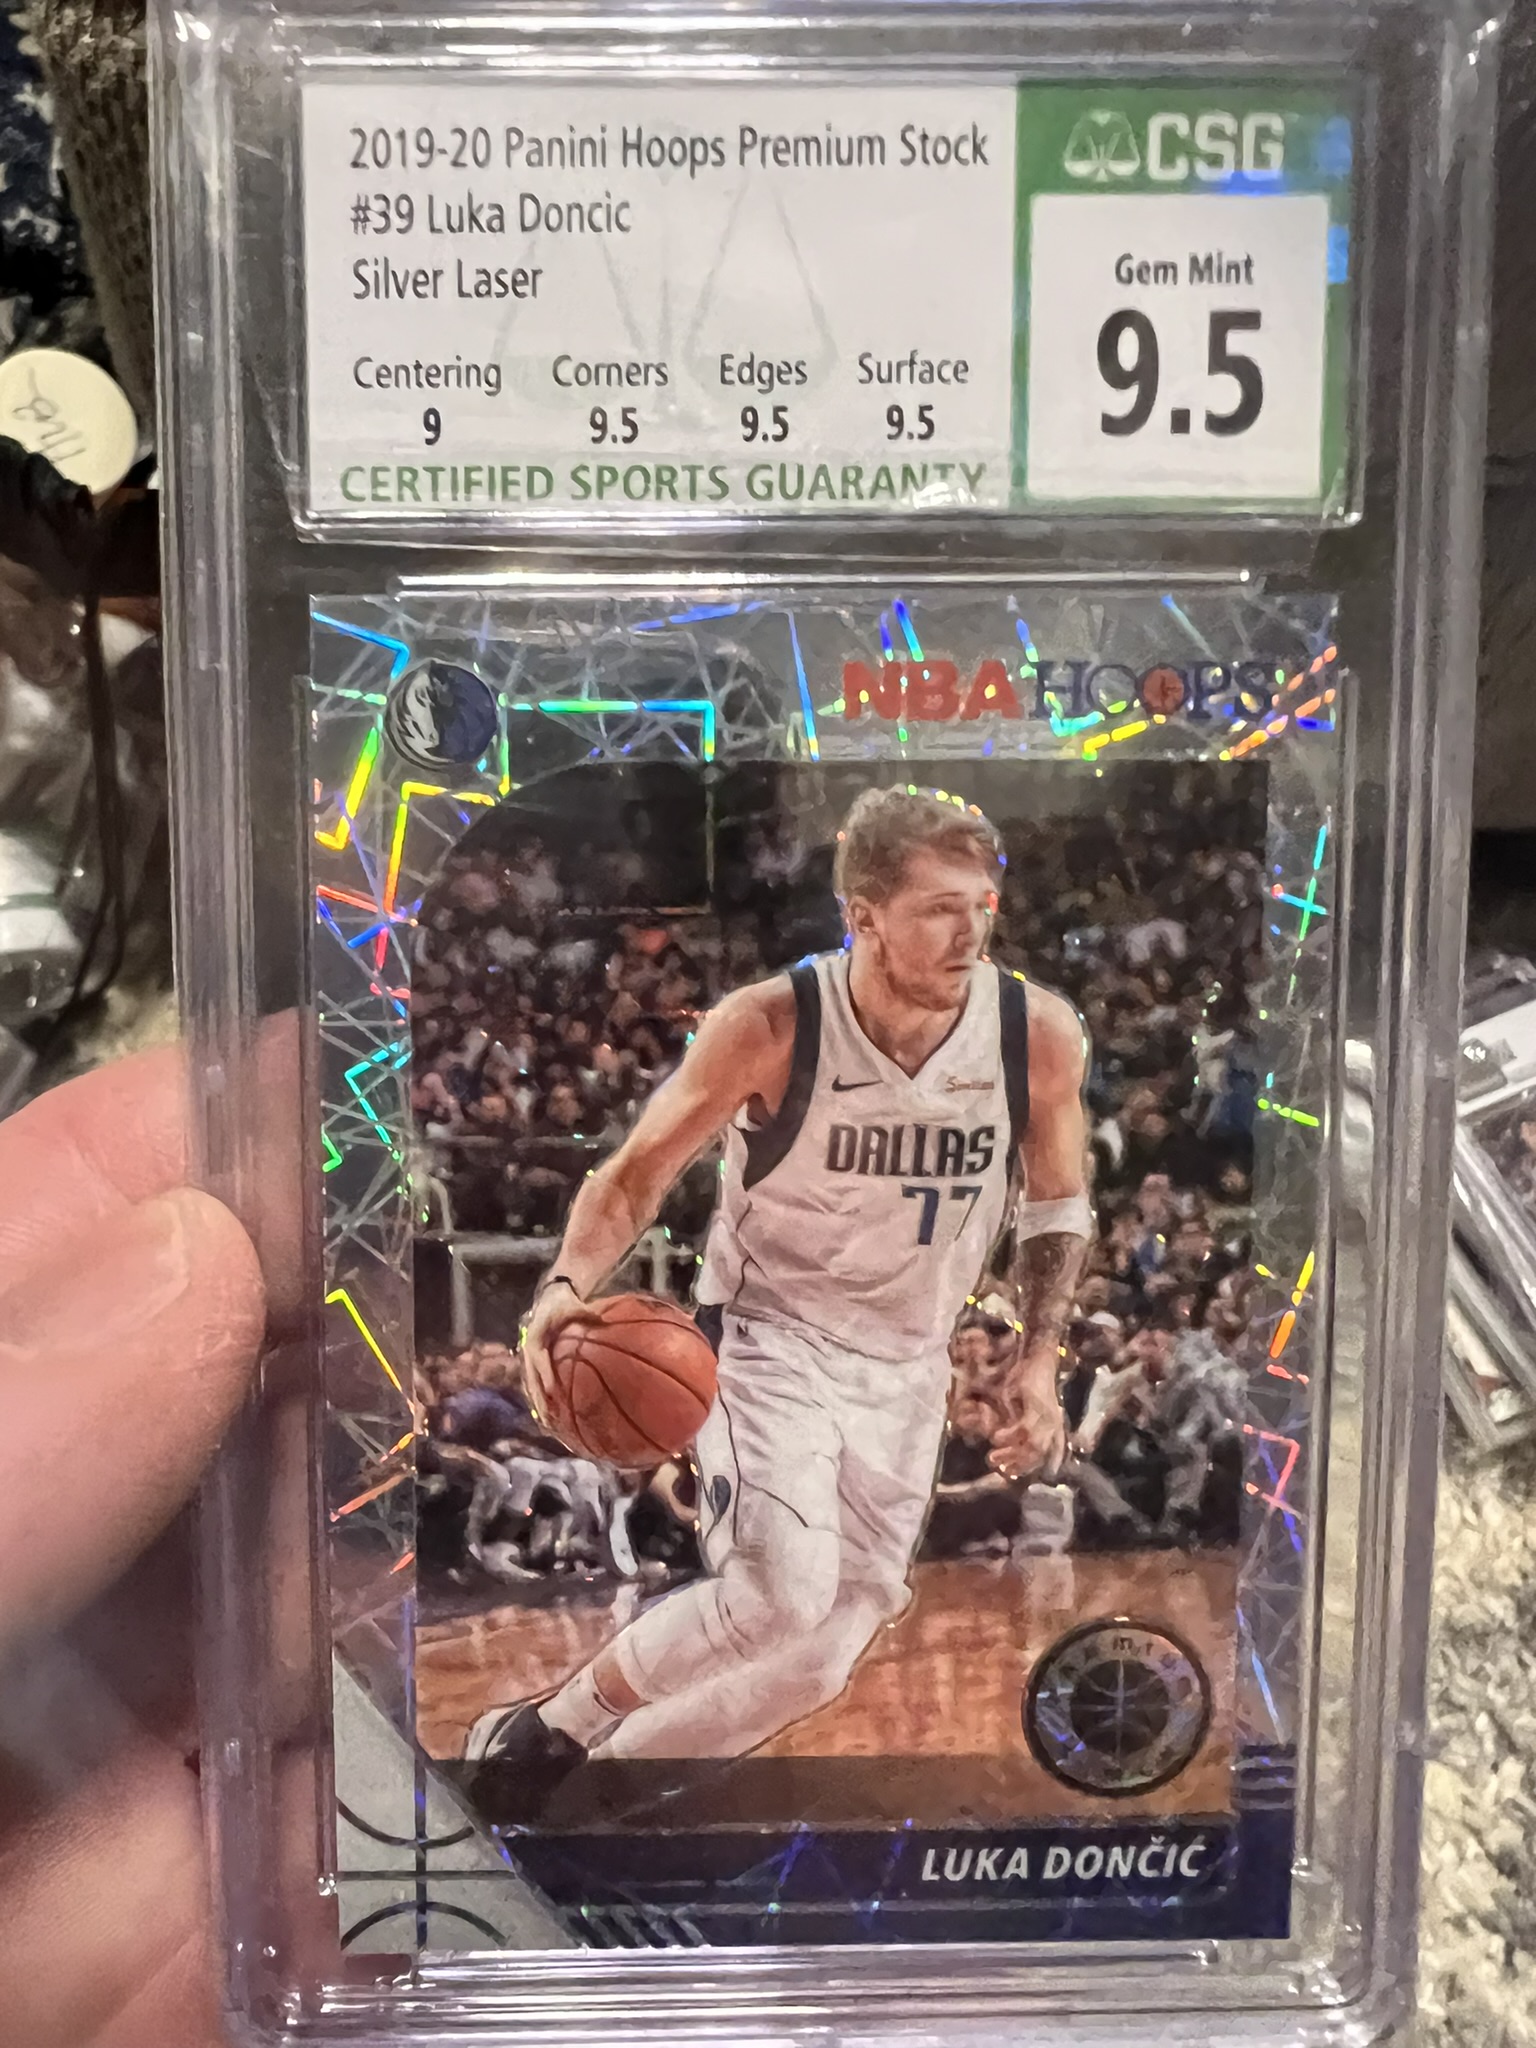 2019-20 Panini Hoops Premium Stock
#39 Luka Doncic
Silver Laser
Centering Corners Edges Surface
9 9.5 9.5 9.5
CERTIFIED SPORTS GUARANTY
CSG
Gem Mint
9.5
NBA HOOPS
DALLAS
77
LUKA DONČIĆ